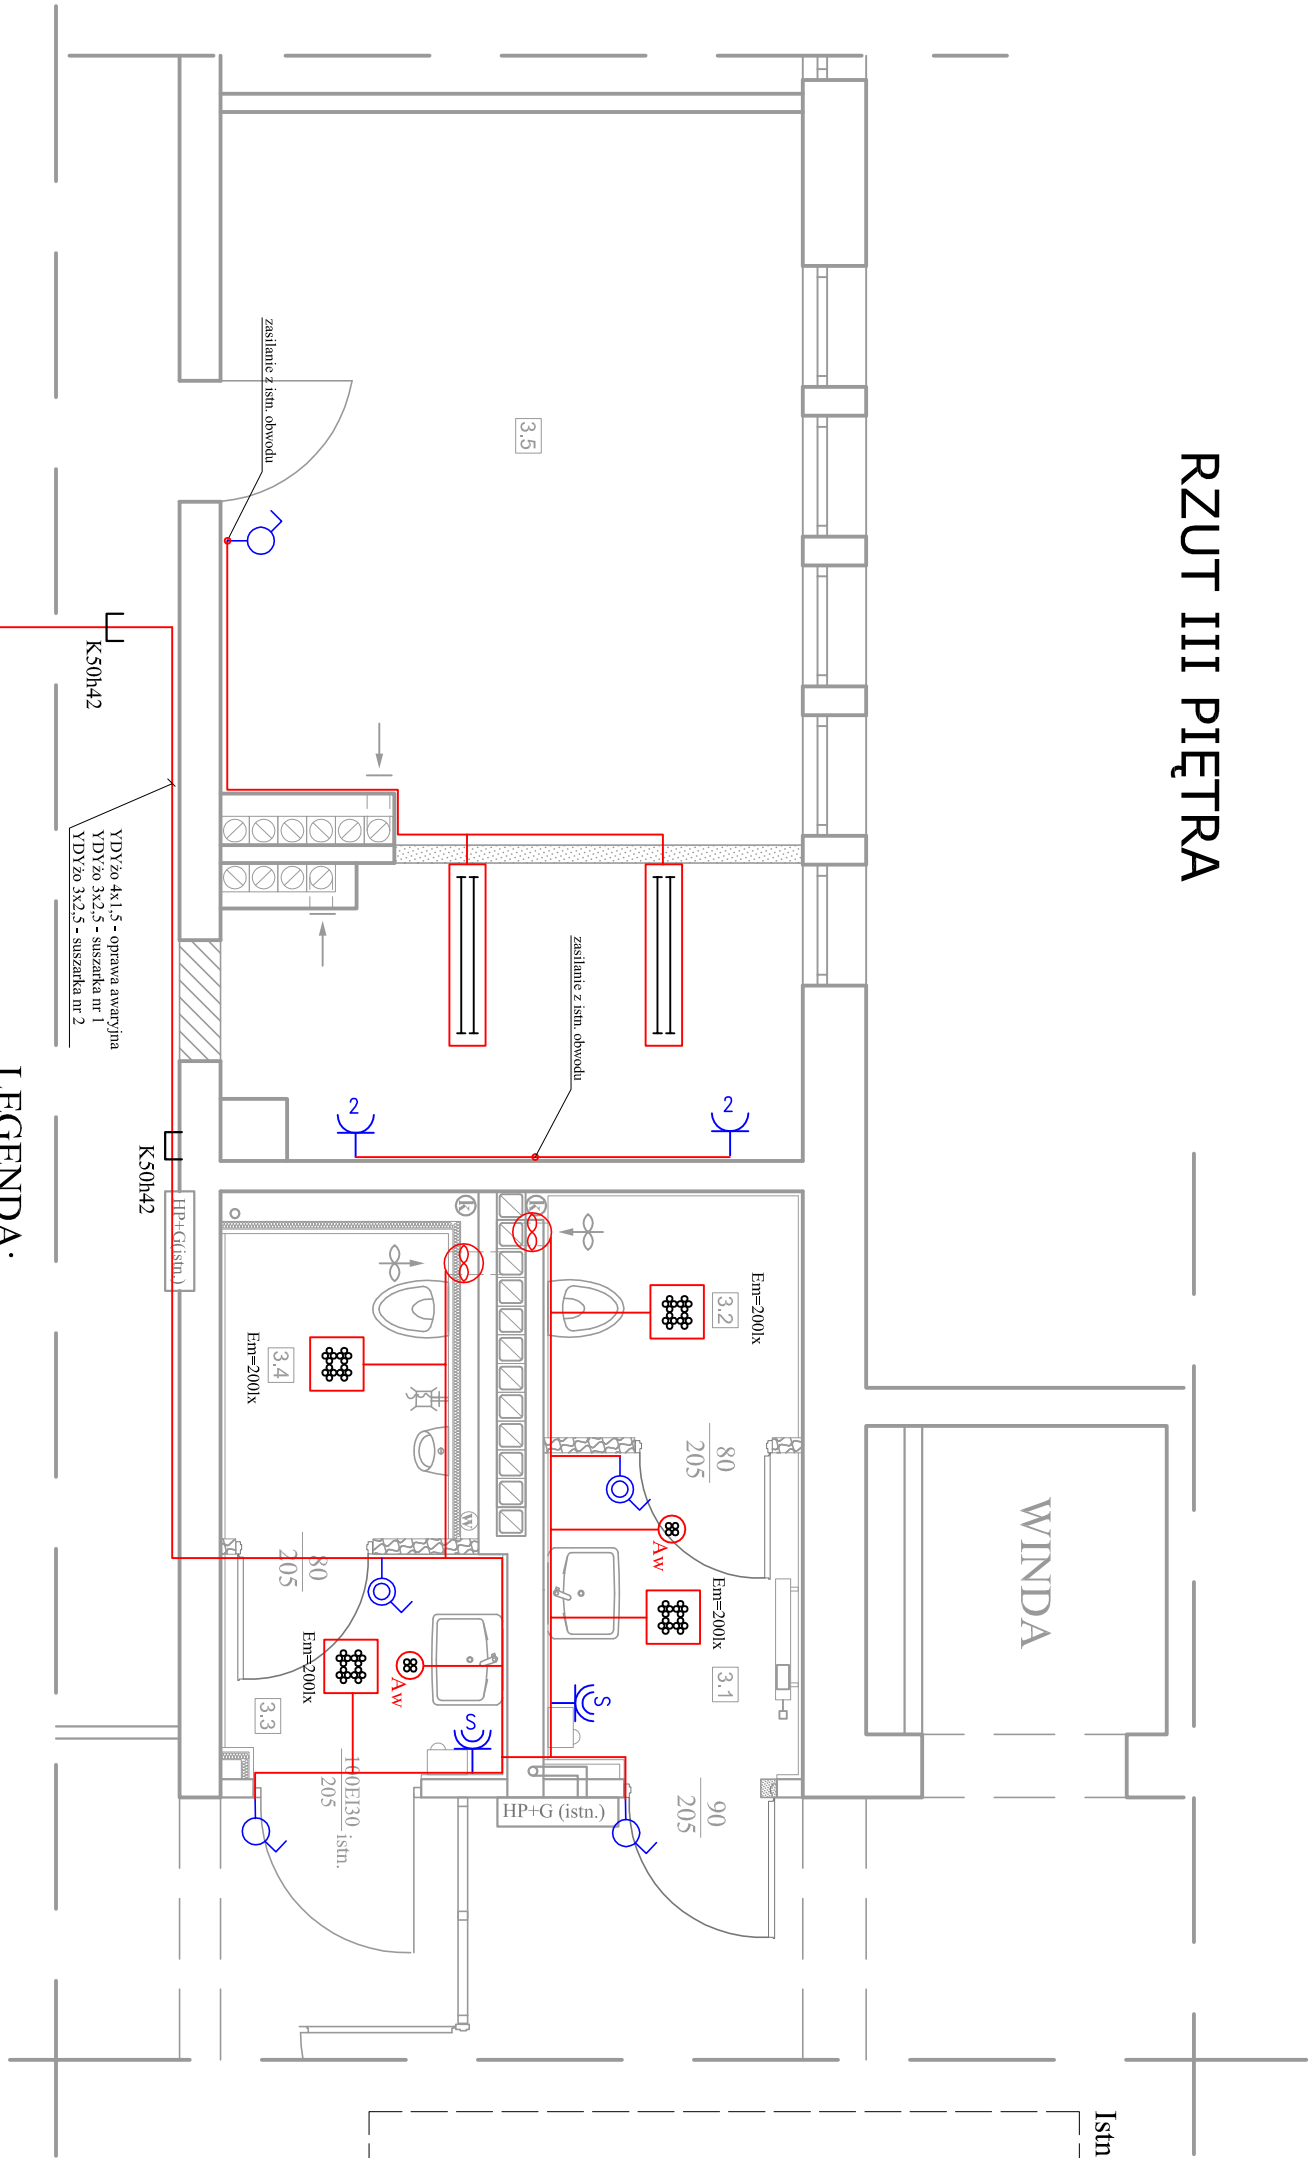 RZUT III PIĘTRA
WINDA
3.5
zasilanie z istn. obwodu
zasilanie z istn. obwodu
K50h42
YDYżo 4x1,5 - oprawa awaryjna
YDYżo 3x2,5 - suszarka nr 1
YDYżo 3x2,5 - suszarka nr 2
K50h42
HP+G(istn.)
2
2
k
k
Em=200lx
3.2
80
205
Aw
Em=200lx
3.1
S
90
205
HP+G (istn.)
3.4
Em=200lx
w
80
205
Em=200lx
Aw
3.3
S
100EI30
205
istn.
LEGENDA:
Istn